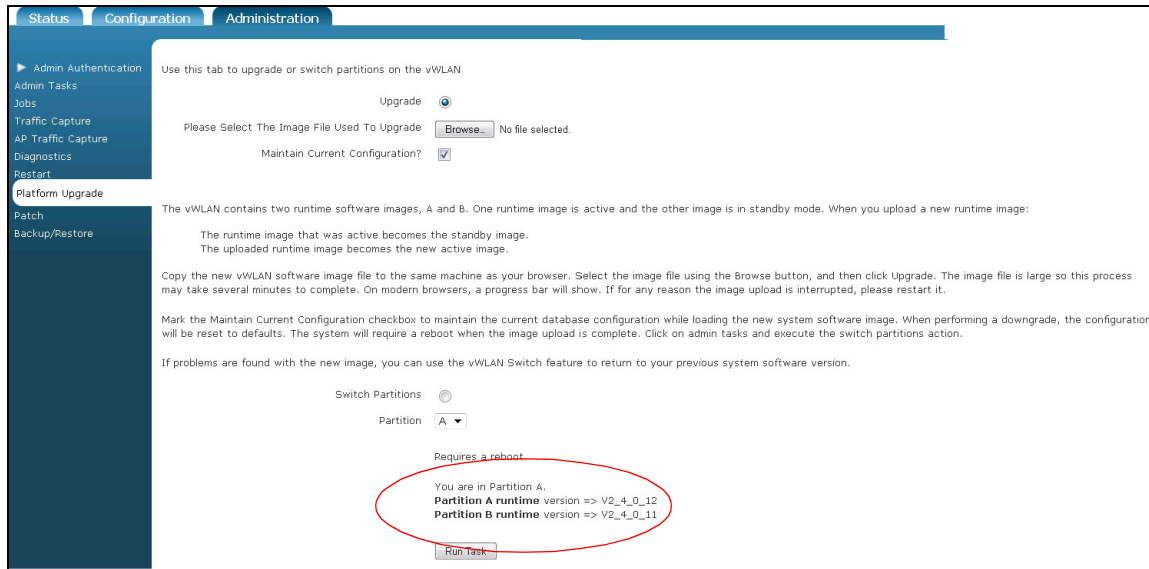 Status Configuration Administration
Admin Authentication
Admin Tasks
Jobs
Traffic Capture
AP Traffic Capture
Diagnostics
Restart
Platform Upgrade
Patch
Backup/Restore
Use this tab to upgrade or switch partitions on the vWLAN
Upgrade
Please Select The Image File Used To Upgrade Browse... No file selected.
Maintain Current Configuration?
The vWLAN contains two runtime software images, A and B. One runtime image is active and the other image is in standby mode. When you upload a new runtime image:
The runtime image that was active becomes the standby image.
The uploaded runtime image becomes the new active image.
Copy the new vWLAN software image file to the same machine as your browser. Select the image file using the Browse button, and then click Upgrade. The image file is large so this process
may take several minutes to complete. On modern browsers, a progress bar will show. If for any reason the image upload is interrupted, please restart it.
Mark the Maintain Current Configuration checkbox to maintain the current database configuration while loading the new system software image. When performing a downgrade, the configuration
will be reset to defaults. The system will require a reboot when the image upload is complete. Click on admin tasks and execute the switch partitions action.
If problems are found with the new image, you can use the vWLAN Switch feature to return to your previous system software version.
Switch Partitions
Partition A
Requires a reboot.
You are in Partition A.
Partition A runtime version => V2_4_0_12
Partition B runtime version => V2_4_0_11
Run Task